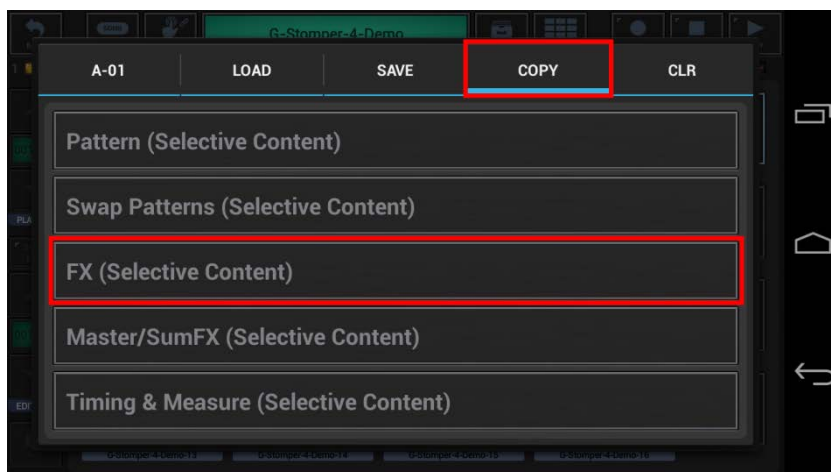 G-Stomper-4-Demo
A-01 LOAD SAVE COPY CLR
Pattern (Selective Content)
Swap Patterns (Selective Content)
FX (Selective Content)
Master/SumFX (Selective Content)
Timing & Measure (Selective Content)
G-Stomper-4-Demo-13 G-Stomper-4-Demo-14 G-Stomper-4-Demo-15 G-Stomper-4-Demo-16